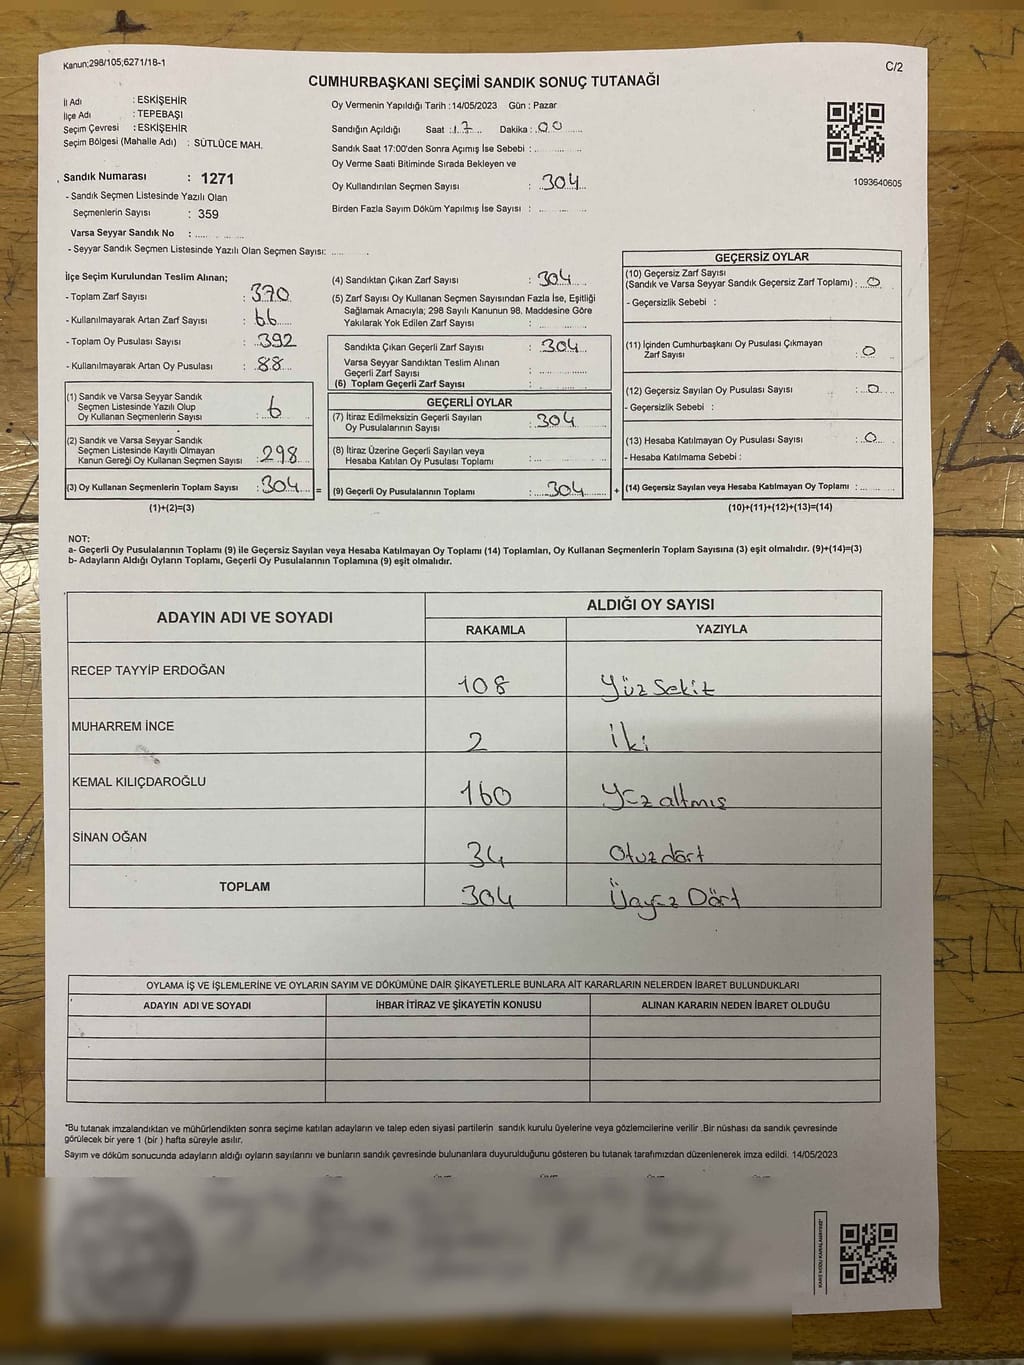 Kanun;298/105;6271/18-1
C/2
CUMHURBAŞKANI SEÇİMİ SANDIK SONUÇ TUTANAĞI
İl Adı : ESKİŞEHİR
İlçe Adı : TEPEBAŞI
Seçim Çevresi : ESKİŞEHİR
Seçim Bölgesi (Mahalle Adı) : SÜTLÜCE MAH.
Sandık Numarası : 1271
- Sandık Seçmen Listesinde Yazılı Olan
Seçmenlerin Sayısı : 359
Varsa Seyyar Sandık No : ..............
- Seyyar Sandık Seçmen Listesinde Yazılı Olan Seçmen Sayısı: ..............
Oy Vermenin Yapıldığı Tarih : 14/05/2023 Gün : Pazar
Sandığın Açıldığı Saat : 17 Dakika : 00
Sandık Saat 17:00'den Sonra Açımış İse Sebebi : ..............
Oy Verme Saati Bitiminde Sırada Bekleyen ve
Oy Kullandırılan Seçmen Sayısı : 304
Birden Fazla Sayım Döküm Yapılmış İse Sayısı : ..............
1093640605
İlçe Seçim Kurulundan Teslim Alınan;
- Toplam Zarf Sayısı : 370
- Kullanılmayarak Artan Zarf Sayısı : 66
- Toplam Oy Pusulası Sayısı : 392
- Kullanılmayarak Artan Oy Pusulası : 88
(1) Sandık ve Varsa Seyyar Sandık
Seçmen Listesinde Yazılı Olup
Oy Kullanan Seçmenlerin Sayısı : 6
(2) Sandık ve Varsa Seyyar Sandık
Seçmen Listesinde Kayıtlı Olmayan
Kanun Gereği Oy Kullanan Seçmen Sayısı : 298
(3) Oy Kullanan Seçmenlerin Toplam Sayısı : 304 =
(1)+(2)=(3)
(4) Sandıktan Çıkan Zarf Sayısı : 304
(5) Zarf Sayısı Oy Kullanan Seçmen Sayısından Fazla İse, Eşitliği
Sağlamak Amacıyla; 298 Sayılı Kanunun 98. Maddesine Göre
Yakılarak Yok Edilen Zarf Sayısı : ..............
Sandıkta Çıkan Geçerli Zarf Sayısı : 304
Varsa Seyyar Sandıktan Teslim Alınan
Geçerli Zarf Sayısı : ..............
(6) Toplam Geçerli Zarf Sayısı : ..............
GEÇERLİ OYLAR
(7) İtiraz Edilmeksizin Geçerli Sayılan
Oy Pusulalarının Sayısı : 304
(8) İtiraz Üzerine Geçerli Sayılan veya
Hesaba Katılan Oy Pusulası Toplamı : ..............
(9) Geçerli Oy Pusulalarının Toplamı : 304 +
GEÇERSİZ OYLAR
(10) Geçersiz Zarf Sayısı
(Sandık ve Varsa Seyyar Sandık Geçersiz Zarf Toplamı) : 0
- Geçersizlik Sebebi :
(11) İçinden Cumhurbaşkanı Oy Pusulası Çıkmayan
Zarf Sayısı : 0
(12) Geçersiz Sayılan Oy Pusulası Sayısı : 0
- Geçersizlik Sebebi :
(13) Hesaba Katılmayan Oy Pusulası Sayısı : 0
- Hesaba Katılmama Sebebi :
(14) Geçersiz Sayılan veya Hesaba Katılmayan Oy Toplamı : ..............
(10)+(11)+(12)+(13)=(14)
NOT:
a- Geçerli Oy Pusulalarının Toplamı (9) ile Geçersiz Sayılan veya Hesaba Katılmayan Oy Toplamı (14) Toplamları, Oy Kullanan Seçmenlerin Toplam Sayısına (3) eşit olmalıdır. (9)+(14)=(3)
b- Adayların Aldığı Oyların Toplamı, Geçerli Oy Pusulalarının Toplamına (9) eşit olmalıdır.
ADAYIN ADI VE SOYADI
ALDIĞI OY SAYISI
RAKAMLA YAZIYLA
RECEP TAYYİP ERDOĞAN 108 Yüz Sekiz
MUHARREM İNCE 2 İki
KEMAL KILIÇDAROĞLU 160 Yüz altmış
SİNAN OĞAN 34 Otuz dört
TOPLAM 304 Üçyüz Dört
OYLAMA İŞ VE İŞLEMLERİNE VE OYLARIN SAYIM VE DÖKÜMÜNE DAİR ŞİKAYETLERLE BUNLARA AİT KARARLARIN NELERDEN İBARET BULUNDUKLARI
ADAYIN ADI VE SOYADI İHBAR İTİRAZ VE ŞİKAYETİN KONUSU ALINAN KARARIN NEDEN İBARET OLDUĞU
*Bu tutanak imzalandıktan ve mühürlendikten sonra seçime katılan adayların ve talep eden siyasi partilerin sandık kurulu üyelerine veya gözlemcilerine verilir .Bir nüshası da sandık çevresinde
görülecek bir yere 1 (bir ) hafta süreyle asılır.
Sayım ve döküm sonucunda adayların aldığı oyların sayılarını ve bunların sandık çevresinde bulunanlara duyurulduğunu gösteren bu tutanak tarafımızdan düzenlenerek imza edildi. 14/05/2023